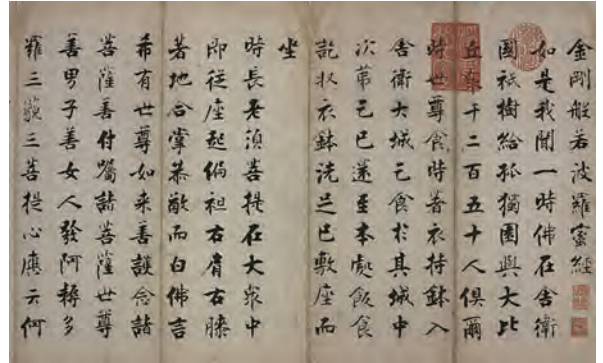 金剛般若波羅蜜經
如是我聞一時佛在舍衛
國祇樹給孤獨園與大比
丘眾千二百五十人俱爾
時世尊食時著衣持鉢入
舍衛大城乞食於其城中
次苐乞已還至本處飯食
訖収衣鉢洗足已敷座而
坐
時長老須菩提在大眾中
即從座起偏袒右肩右膝
著地合掌恭敬而白佛言
希有世尊如来善護念諸
菩薩善付囑諸菩薩世尊
善男子善女人發阿耨多
羅三藐三菩提心應云何